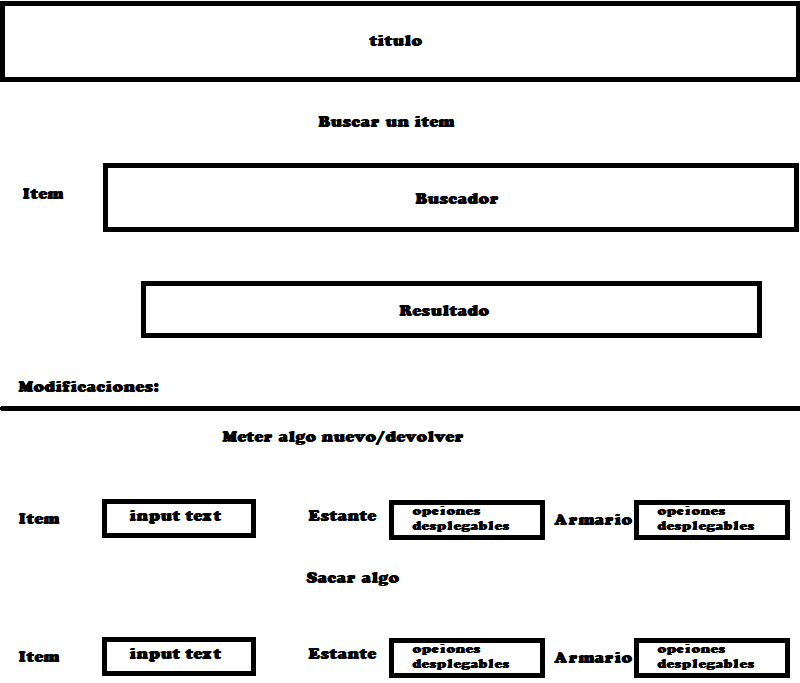 titulo
Buscar un item
Item
Buscador
Resultado
Modificaciones:
Meter algo nuevo/devolver
Item
input text
Estante
opciones
desplegables
Armario
opciones
desplegables
Sacar algo
Item
input text
Estante
opciones
desplegables
Armario
opciones
desplegables